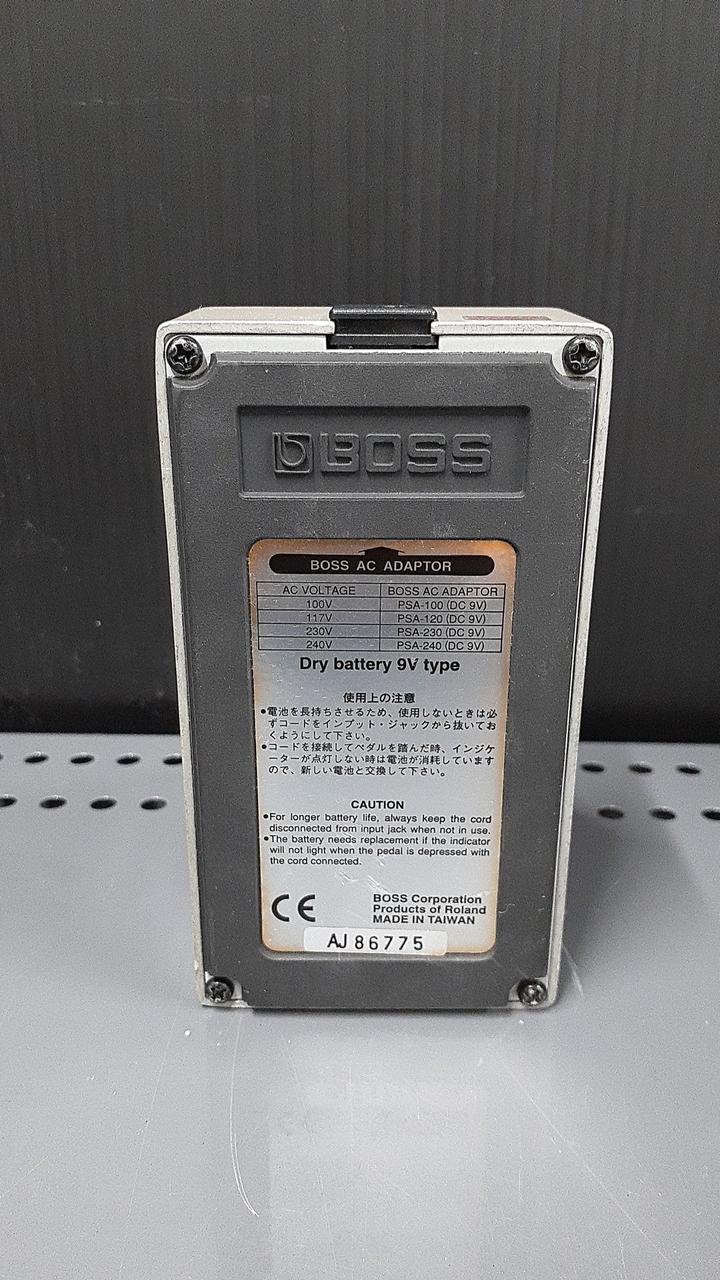 BOSS
BOSS AC ADAPTOR
AC VOLTAGE BOSS AC ADAPTOR
100V PSA-100 (DC 9V)
117V PSA-120 (DC 9V)
230V PSA-230 (DC 9V)
240V PSA-240 (DC 9V)
Dry battery 9V type
使用上の注意
●電池を長持ちさせるため、使用しないときは必
ずコードをインプット・ジャックから抜いてお
くようにして下さい。
●コードを接続してペダルを踏んだ時、インジケ
ーターが点灯しない時は電池が消耗しています
ので、新しい電池と交換して下さい。
CAUTION
●For longer battery life, always keep the cord
disconnected from input jack when not in use.
●The battery needs replacement if the indicator
will not light when the pedal is depressed with
the cord connected.
CE
BOSS Corporation
Products of Roland
MADE IN TAIWAN
AJ86775